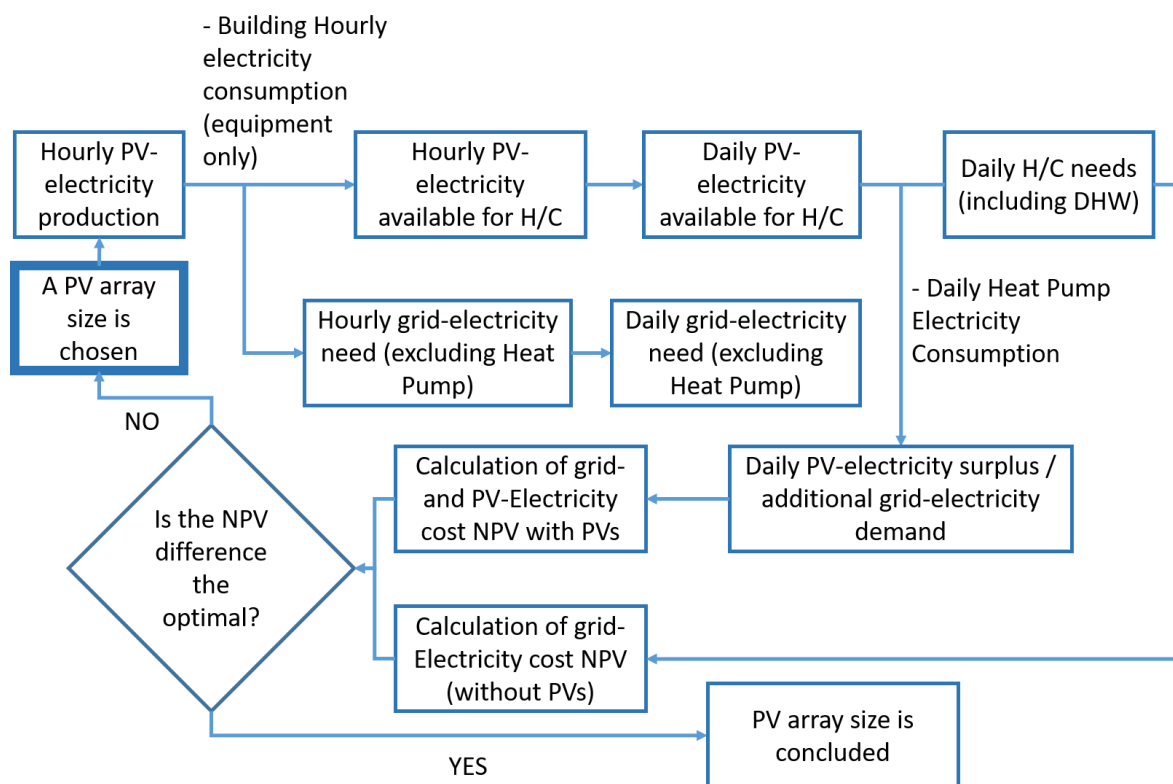 - Building Hourly
electricity
consumption
(equipment
only)
Hourly PV-
electricity
production
Hourly PV-
electricity
available for H/C
Daily PV-
electricity
available for H/C
Daily H/C needs
(including DHW)
A PV array
size is
chosen
Hourly grid-electricity
need (excluding Heat
Pump)
Daily grid-electricity
need (excluding
Heat Pump)
- Daily Heat Pump
Electricity
Consumption
NO
Is the NPV
difference
the
optimal?
Calculation of grid-
and PV-Electricity
cost NPV with PVs
Daily PV-electricity surplus /
additional grid-electricity
demand
Calculation of grid-
Electricity cost NPV
(without PVs)
YES
PV array size is
concluded